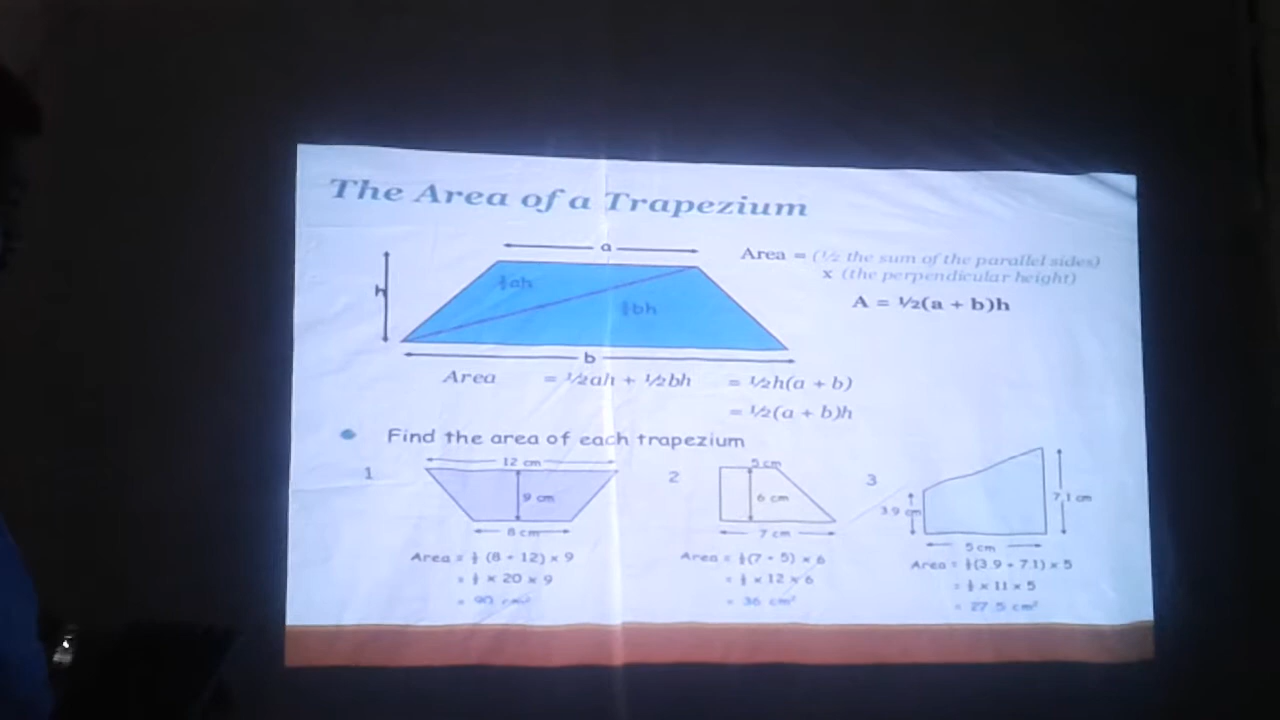 The Area of a Trapezium
a
Area = (½ the sum of the parallel sides)
x (the perpendicular height)
h
½ah
½bh
A = ½(a + b)h
b
Area = ½ah + ½bh = ½h(a + b)
= ½(a + b)h
Find the area of each trapezium
1
12 cm
9 cm
8 cm
Area = ½ (8 + 12) × 9
= ½ × 20 × 9
= 90 cm²
2
5 cm
6 cm
7 cm
Area = ½(7 + 5) × 6
= ½ × 12 × 6
= 36 cm²
3
3.9 cm
7.1 cm
5 cm
Area = ½(3.9 + 7.1) × 5
= ½ × 11 × 5
= 27.5 cm²